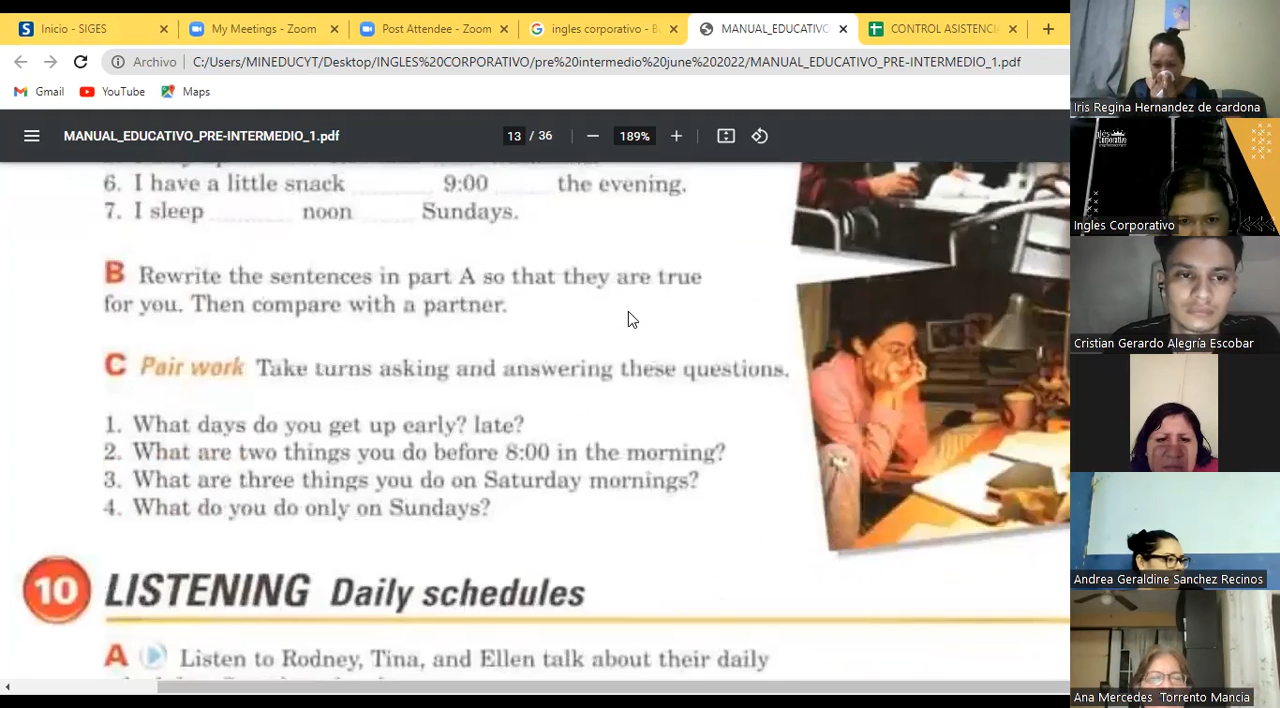 Inicio - SIGES
My Meetings - Zoom
Post Attendee - Zoom
ingles corporativo - B
MANUAL_EDUCATIVO
CONTROL ASISTENCI
Archivo
C:/Users/MINEDUCYT/Desktop/INGLES%20CORPORATIVO/pre%20intermedio%20june%202022/MANUAL_EDUCATIVO_PRE-INTERMEDIO_1.pdf
Gmail
YouTube
Maps
MANUAL_EDUCATIVO_PRE-INTERMEDIO_1.pdf
13 / 36
189%
6. I have a little snack 9:00 the evening.
7. I sleep noon Sundays.
B Rewrite the sentences in part A so that they are true
for you. Then compare with a partner.
C Pair work Take turns asking and answering these questions.
1. What days do you get up early? late?
2. What are two things you do before 8:00 in the morning?
3. What are three things you do on Saturday mornings?
4. What do you do only on Sundays?
10 LISTENING Daily schedules
A Listen to Rodney, Tina, and Ellen talk about their daily
Iris Regina Hernandez de cardona
Ingles Corporativo
Cristian Gerardo Alegría Escobar
Andrea Geraldine Sanchez Recinos
Ana Mercedes Torrento Mancia